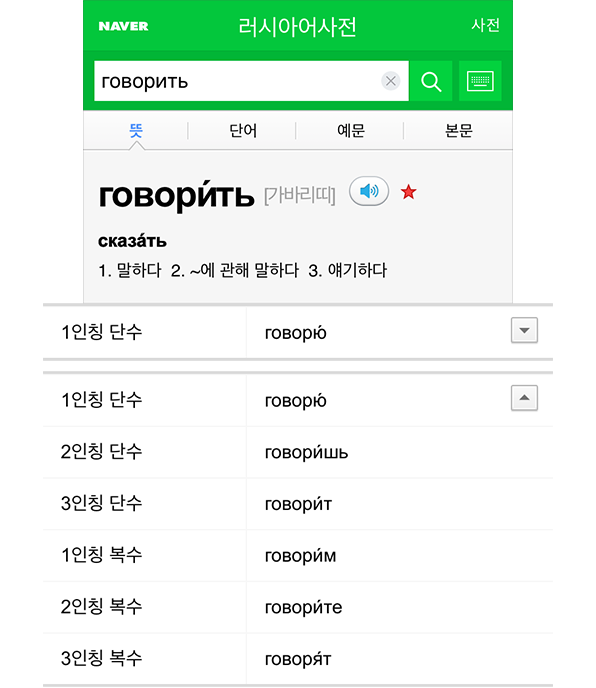 NAVER 러시아어사전 사전
говорить
뜻 단어 예문 본문
говори́ть [가바리띠]
сказа́ть
1. 말하다 2. ~에 관해 말하다 3. 얘기하다
1인칭 단수 говорю́
1인칭 단수 говорю́
2인칭 단수 говори́шь
3인칭 단수 говори́т
1인칭 복수 говори́м
2인칭 복수 говори́те
3인칭 복수 говоря́т